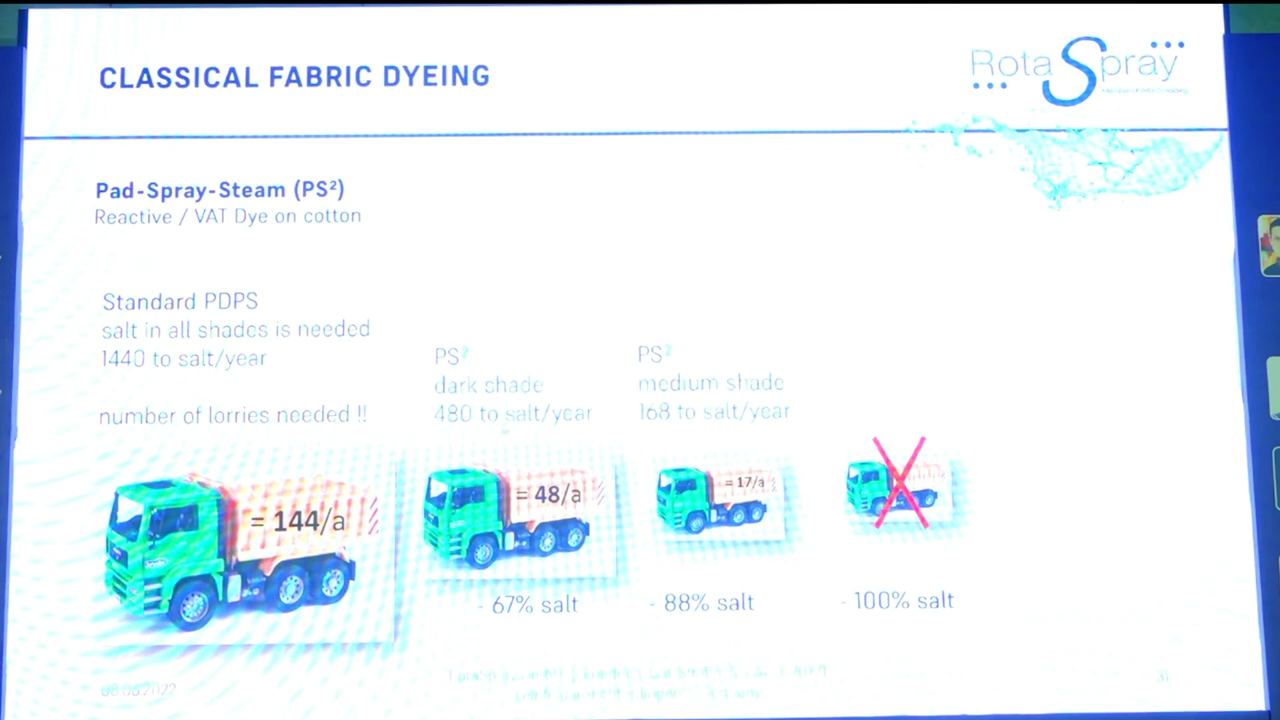 CLASSICAL FABRIC DYEING
RotaSpray
Pad-Spray-Steam (PS²)
Reactive / VAT Dye on cotton
Standard PDPS
salt in all shades is needed
1440 to salt/year
number of lorries needed !!
PS²
dark shade
480 to salt/year
PS²
medium shade
168 to salt/year
= 144/a
= 48/a
= 17/a
- 67% salt
- 88% salt
- 100% salt
08.06.2022
31